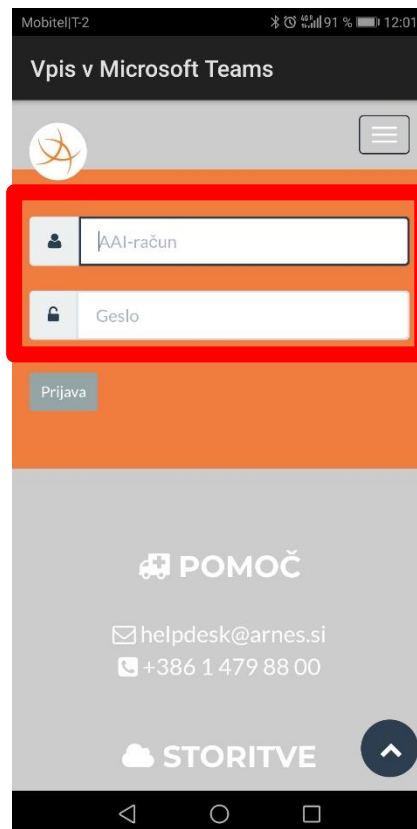 Mobitel|T-2 91 % 12:01
Vpis v Microsoft Teams
AAI-račun
Geslo
Prijava
POMOČ
helpdesk@arnes.si
+386 1 479 88 00
STORITVE